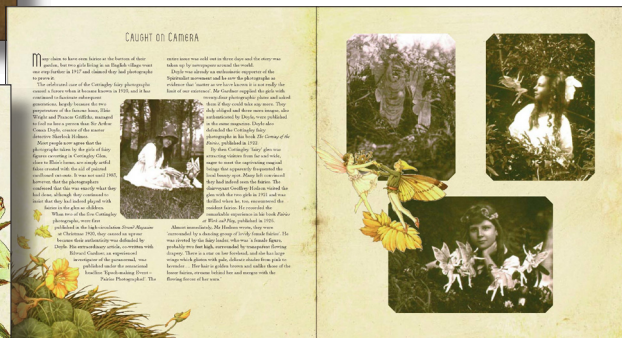 Caught on Camera
Many claim to have seen fairies at the bottom of their
garden, but two girls living in an English village went
one step further in 1917 and claimed they had photographs
to prove it.
The celebrated case of the Cottingley fairy photographs
caused a furore when it became known in 1920, and it has
continued to fascinate subsequent
generations, largely because the two
perpetrators of the famous hoax, Elsie
Wright and Frances Griffiths, managed
to fool no less a person than Sir Arthur
Conan Doyle, creator of the master
detective Sherlock Holmes.
Most people now agree that the
photographs taken by the girls of fairy
figures cavorting in Cottingley Glen,
close to Elsie's home, are simply artful
fakes created with the aid of painted
cardboard cut-outs. It was not until 1983,
however, that the photographers
confessed that this was exactly what they
had done, although they continued to
insist that they had indeed played with
fairies in the glen as children.
When two of the five Cottingley
photographs, were first
published in the high-circulation Strand Magazine
at Christmas 1920, they caused an uproar
because their authenticity was defended by
Doyle. His extraordinary article, co-written with
Edward Gardner, an experienced
investigator of the paranormal, was
published under the sensational
headline 'Epoch-making Event –
Fairies Photographed'. The
entire issue was sold out in three days and the story was
taken up by newspapers around the world.
Doyle was already an enthusiastic supporter of the
Spiritualist movement and he saw the photographs as
evidence that 'matter as we have known it is not really the
limit of our universe'. Mr Gardner supplied the girls with
twenty-four photographic plates and asked
them if they could take any more. They
duly obliged and three more images, also
authenticated by Doyle, were published
in the same magazine. Doyle also
defended the Cottingley fairy
photographs in his book The Coming of the
Fairies, published in 1922.
By then Cottingley 'fairy' glen was
attracting visitors from far and wide,
eager to meet the captivating magical
beings that apparently frequented the
local beauty spot. Many felt convinced
they had indeed seen the fairies. The
clairvoyant Geoffrey Hodson visited the
glen with the two girls in 1921 and was
thrilled when he, too, encountered the
resident fairies. He recorded the
remarkable experience in his book Fairies
at Work and Play, published in 1925.
Almost immediately, Mr Hodson wrote, they were
'surrounded by a dancing group of lovely female fairies'. He
was riveted by the fairy leader, who was 'a female figure,
probably two feet high, surrounded by transparent flowing
drapery. There is a star on her forehead, and she has large
wings which glisten with pale, delicate shades from pink to
lavender … Her hair is golden brown and unlike those of the
lesser fairies, streams behind her and merges with the
flowing forces of her aura.'